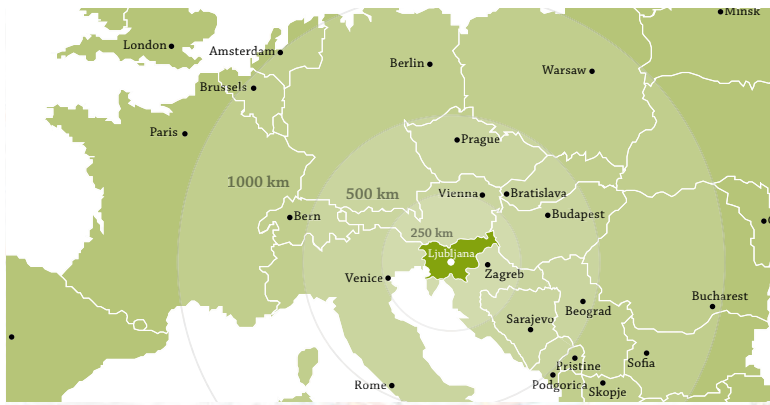 Minsk
London
Amsterdam
Berlin
Warsaw
Brussels
Paris
Prague
1000 km
500 km
Vienna
Bratislava
Bern
Budapest
250 km
Ljubljana
Venice
Zagreb
Bucharest
Beograd
Sarajevo
Pristine
Sofia
Rome
Podgorica
Skopje